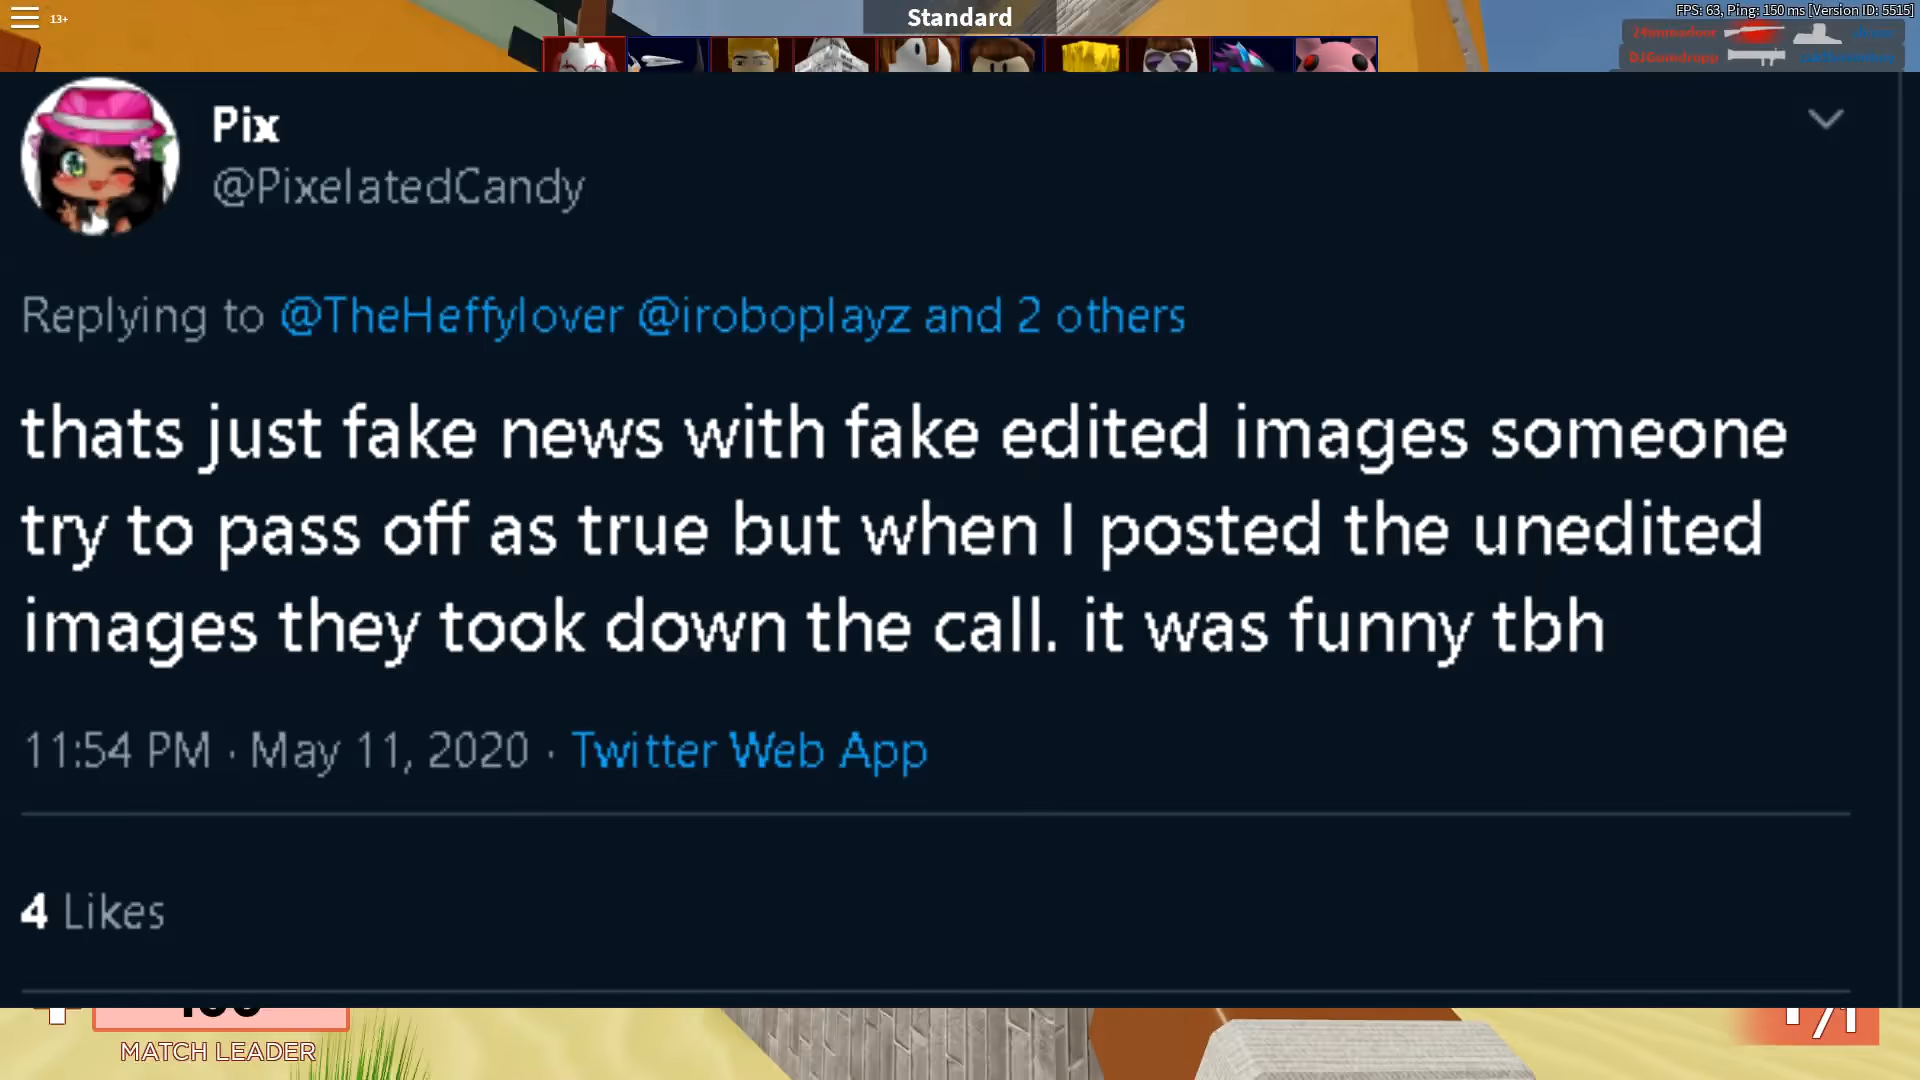 13+
Standard
FPS: 63, Ping: 150 ms [Version ID: 5515]
DJGumdropp
Pix
@PixelatedCandy
Replying to @TheHeffylover @iroboplayz and 2 others
thats just fake news with fake edited images someone
try to pass off as true but when I posted the unedited
images they took down the call. it was funny tbh
11:54 PM · May 11, 2020 · Twitter Web App
4 Likes
MATCH LEADER